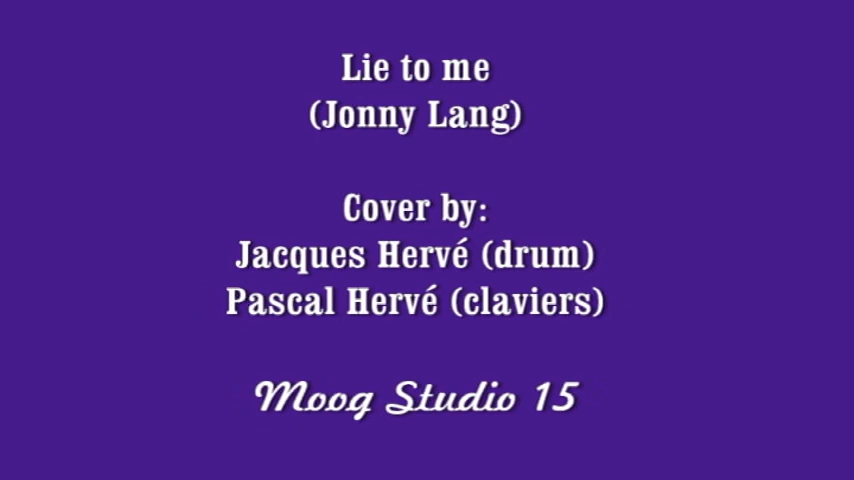 Lie to me
(Jonny Lang)
Cover by:
Jacques Hervé (drum)
Pascal Hervé (claviers)
Moog Studio 15